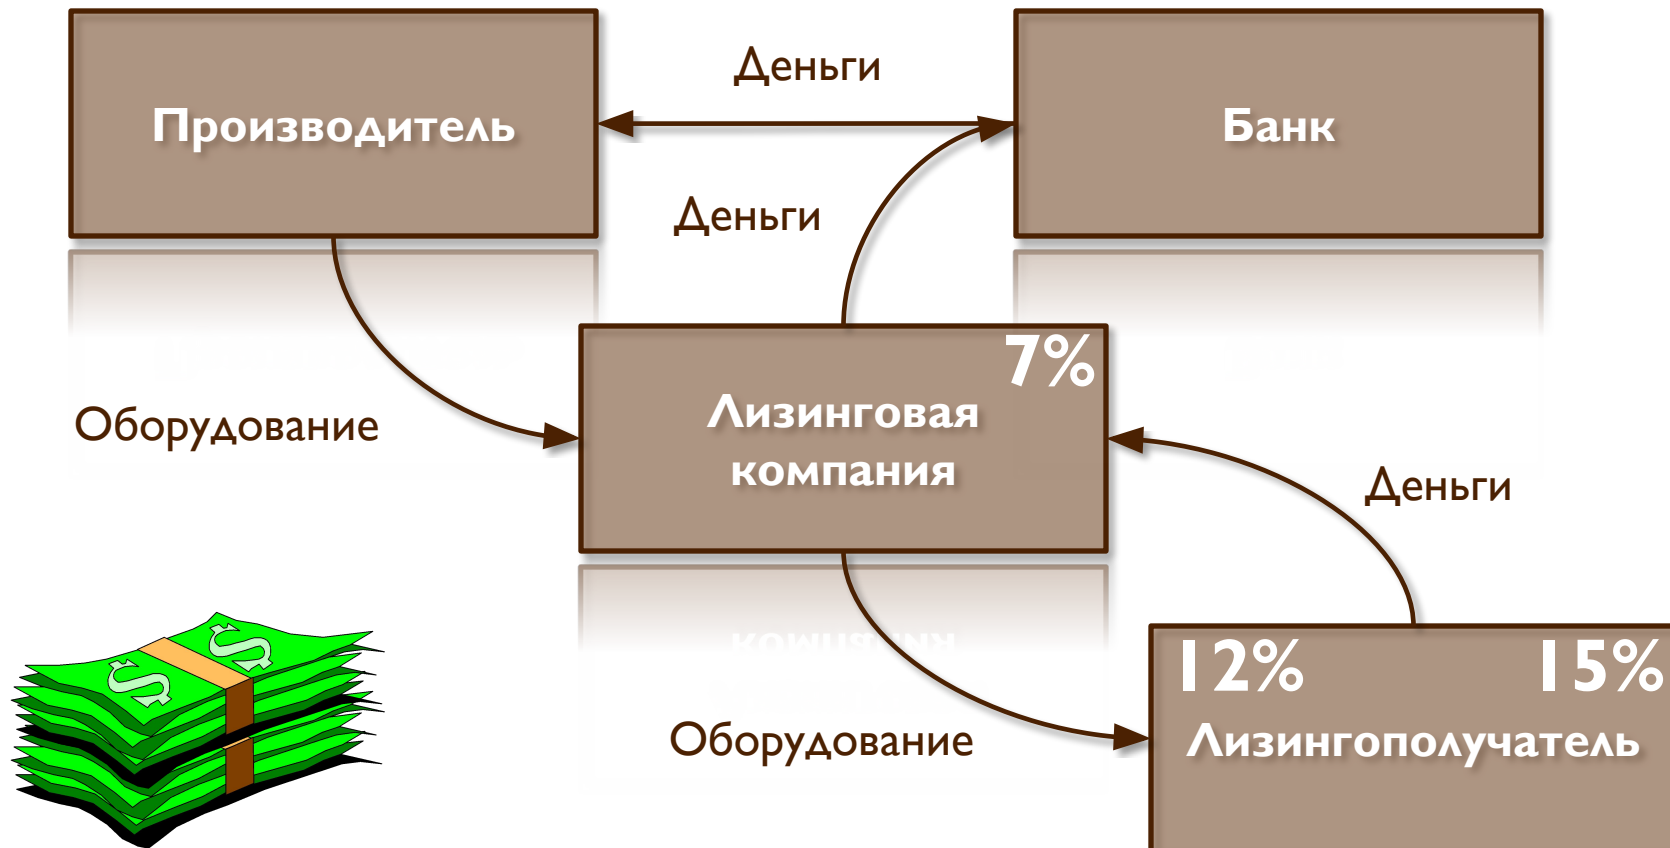 Деньги
Производитель
Банк
Деньги
7%
Оборудование
Лизинговая
компания
Деньги
12%
15%
Оборудование
Лизингополучатель
$
$